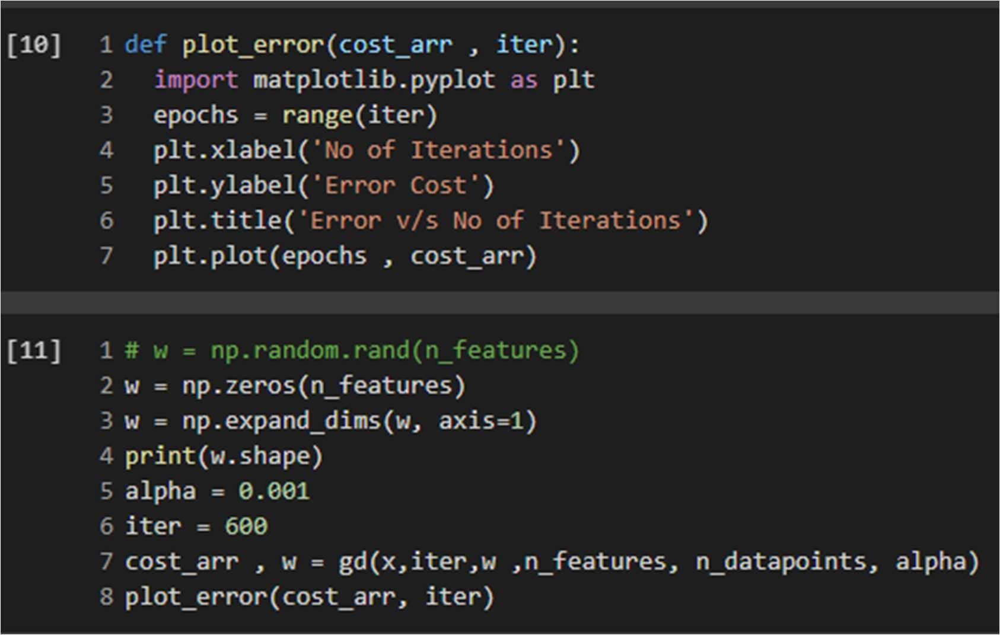 [10] 1 def plot_error(cost_arr , iter):
2   import matplotlib.pyplot as plt
3   epochs = range(iter)
4   plt.xlabel('No of Iterations')
5   plt.ylabel('Error Cost')
6   plt.title('Error v/s No of Iterations')
7   plt.plot(epochs , cost_arr)
[11] 1 # w = np.random.rand(n_features)
2 w = np.zeros(n_features)
3 w = np.expand_dims(w, axis=1)
4 print(w.shape)
5 alpha = 0.001
6 iter = 600
7 cost_arr , w = gd(x,iter,w ,n_features, n_datapoints, alpha)
8 plot_error(cost_arr, iter)